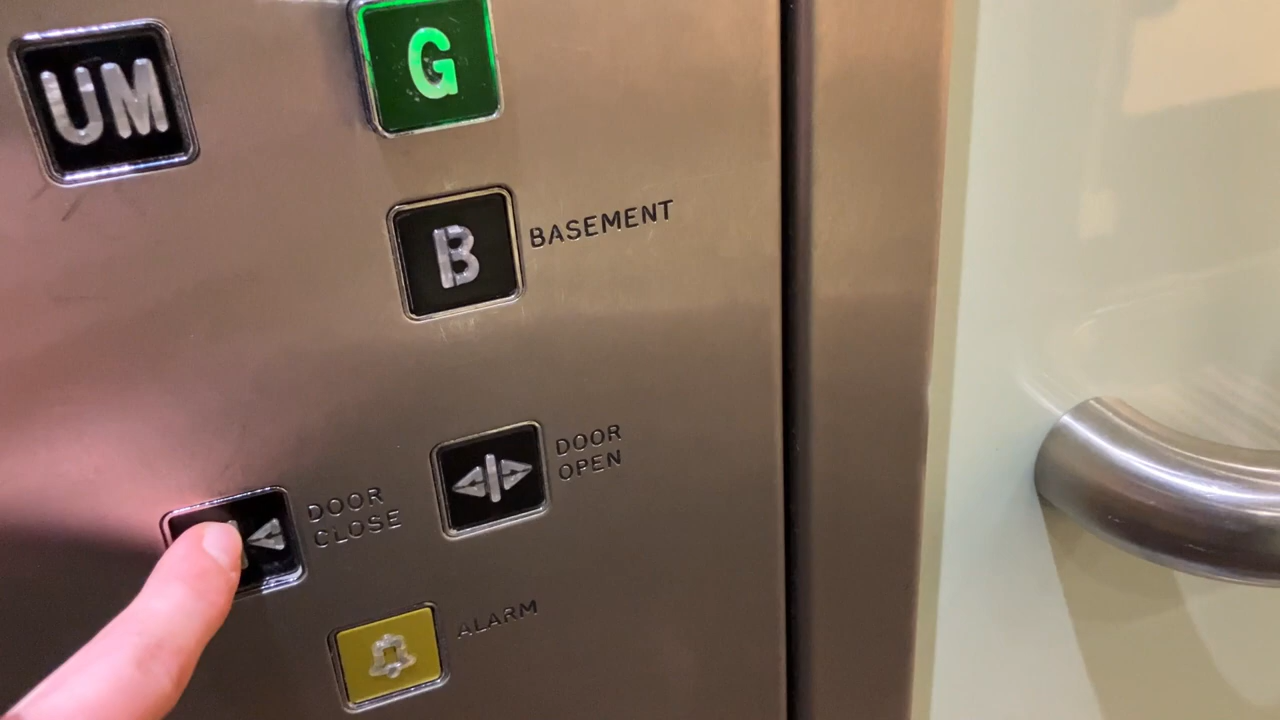 UM
G
B BASEMENT
DOOR
OPEN
DOOR
CLOSE
ALARM